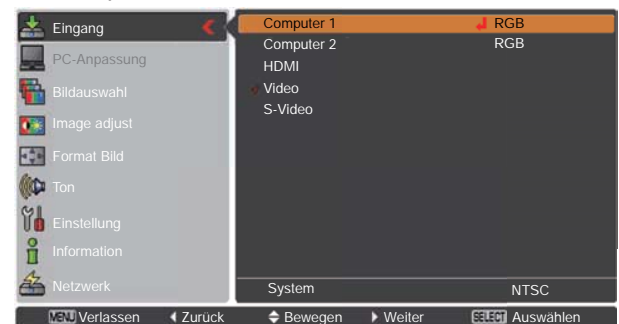 Eingang
PC-Anpassung
Bildauswahl
Image adjust
Format Bild
Ton
Einstellung
Information
Netzwerk
Computer 1 RGB
Computer 2 RGB
HDMI
Video
S-Video
System NTSC
MENU Verlassen Zurück Bewegen Weiter SELECT Auswählen